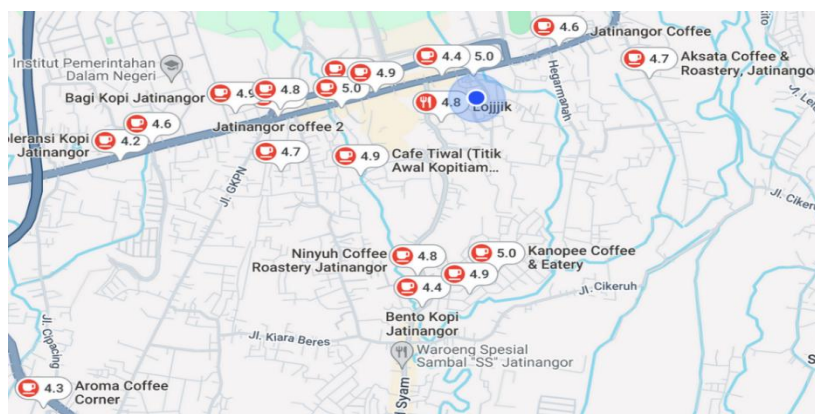 4.6
Jatinangor Coffee
4.4
5.0
4.7
Aksata Coffee &
Roastery, Jatinango
Institut Pemerintahan
Dalam Negeri
4.9
Hegarmanah
Bagi Kopi Jatinangor
4.9
4.8
5.0
4.8
Lojjjik
Jatinangor coffee 2
oleransi Kopi
Jatinangor
4.6
4.2
4.7
4.9
Cafe Tiwal (Titik
Awal Kopitiam...
Jl. GKPN
Jl. Cikeru
Ninyuh Coffee
Roastery Jatinangor
4.8
5.0
Kanopee Coffee
& Eatery
4.9
4.4
Bento Kopi
Jatinangor
Jl. Cikeruh
Jl. Kiara Beres
Jl. Cipacing
Waroeng Spesial
Sambal "SS" Jatinangor
4.3
Aroma Coffee
Corner
Syam